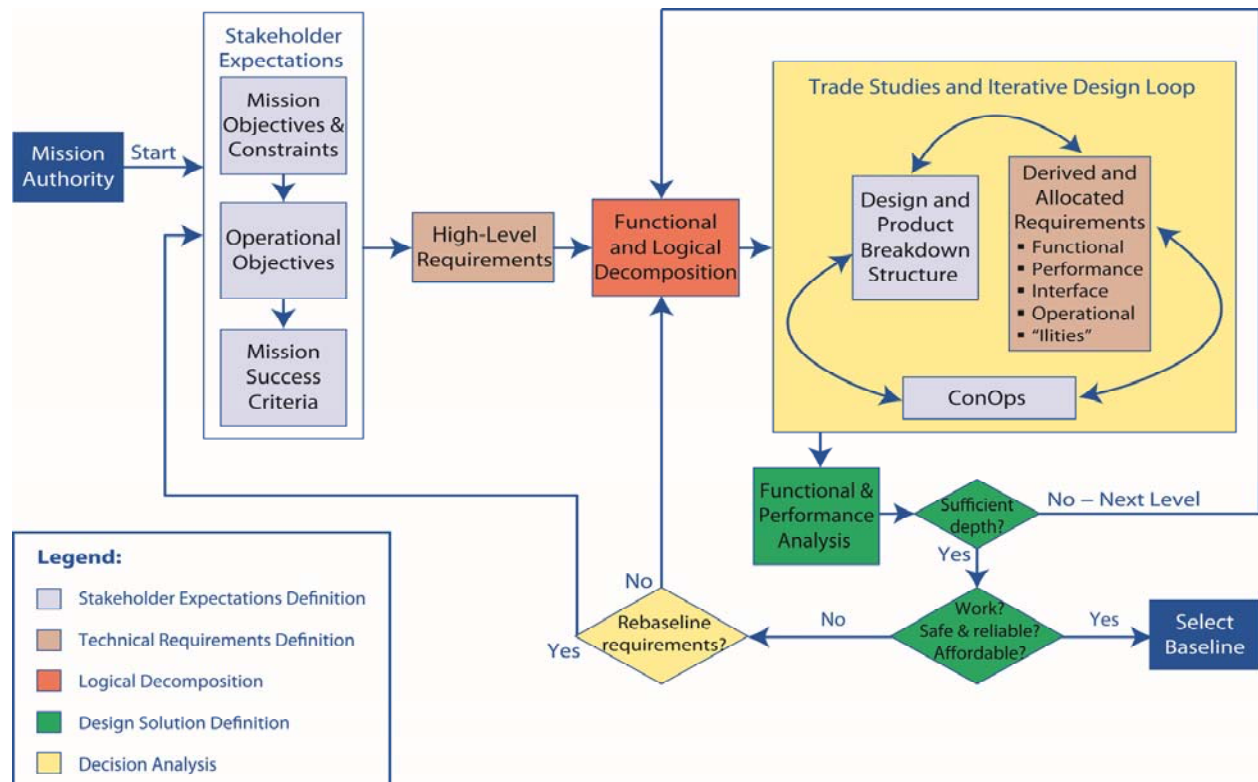 Stakeholder
Expectations
Mission
Objectives &
Constraints
Mission
Authority
Start
Operational
Objectives
Mission
Success
Criteria
High-Level
Requirements
Functional
and Logical
Decomposition
Trade Studies and Iterative Design Loop
Design and
Product
Breakdown
Structure
Derived and
Allocated
Requirements
▪ Functional
▪ Performance
▪ Interface
▪ Operational
▪ “Ilities”
ConOps
Functional &
Performance
Analysis
Sufficient
depth?
No – Next Level
Yes
Work?
Safe & reliable?
Affordable?
Yes
Select
Baseline
No
Rebaseline
requirements?
No
Yes
Legend:
Stakeholder Expectations Definition
Technical Requirements Definition
Logical Decomposition
Design Solution Definition
Decision Analysis